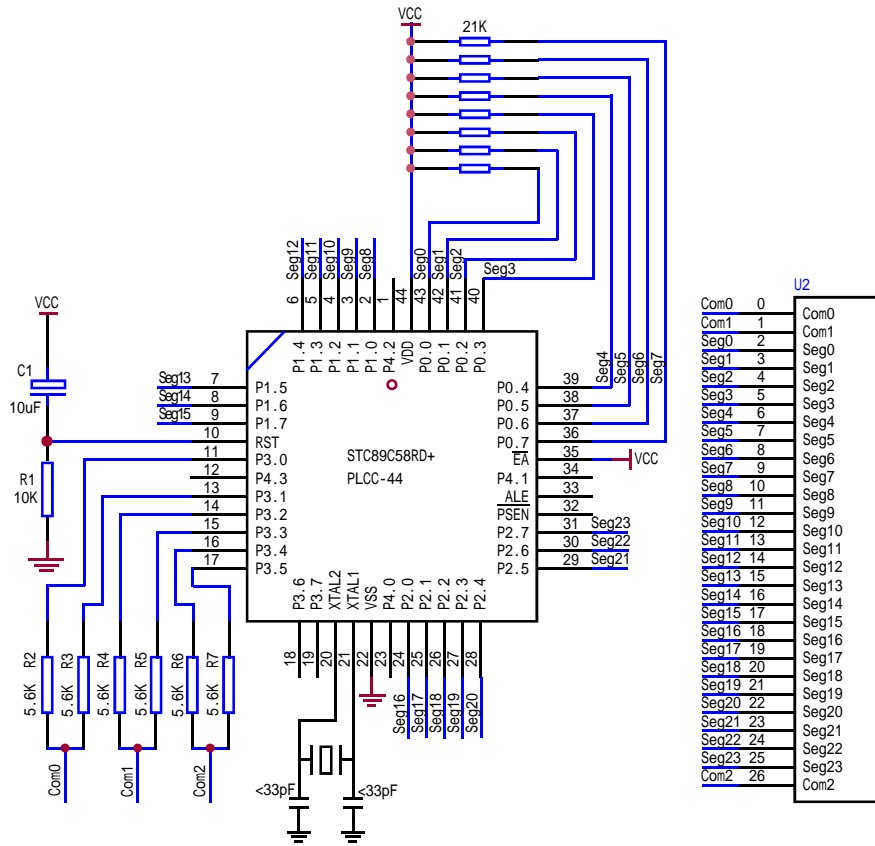 VCC
21K
Seg12
Seg11
Seg10
Seg9
Seg8
Seg0
Seg1
Seg2
Seg3
6
5
4
3
2
1
44
43
42
41
40
P1.4
P1.3
P1.2
P1.1
P1.0
P4.2
VDD
P0.0
P0.1
P0.2
P0.3
Seg4
Seg5
Seg6
Seg7
VCC
C1
10uF
R1
10K
Seg13 7 P1.5
Seg14 8 P1.6
Seg15 9 P1.7
10 RST
11 P3.0
12 P4.3
13 P3.1
14 P3.2
15 P3.3
16 P3.4
17 P3.5
STC89C58RD+
PLCC-44
P0.4 39
P0.5 38
P0.6 37
P0.7 36
EA 35 VCC
P4.1 34
ALE 33
PSEN 32
P2.7 31 Seg23
P2.6 30 Seg22
P2.5 29 Seg21
P3.6
P3.7
XTAL2
XTAL1
VSS
P4.0
P2.0
P2.1
P2.2
P2.3
P2.4
18
19
20
21
22
23
24
25
26
27
28
Seg16
Seg17
Seg18
Seg19
Seg20
5.6K R2
5.6K R3
5.6K R4
5.6K R5
5.6K R6
5.6K R7
Com0
Com1
Com2
<33pF
<33pF
U2
Com0 0 Com0
Com1 1 Com1
Seg0 2 Seg0
Seg1 3 Seg1
Seg2 4 Seg2
Seg3 5 Seg3
Seg4 6 Seg4
Seg5 7 Seg5
Seg6 8 Seg6
Seg7 9 Seg7
Seg8 10 Seg8
Seg9 11 Seg9
Seg10 12 Seg10
Seg11 13 Seg11
Seg12 14 Seg12
Seg13 15 Seg13
Seg14 16 Seg14
Seg15 17 Seg15
Seg16 18 Seg16
Seg17 19 Seg17
Seg18 20 Seg18
Seg19 21 Seg19
Seg20 22 Seg20
Seg21 23 Seg21
Seg22 24 Seg22
Seg23 25 Seg23
Com2 26 Com2